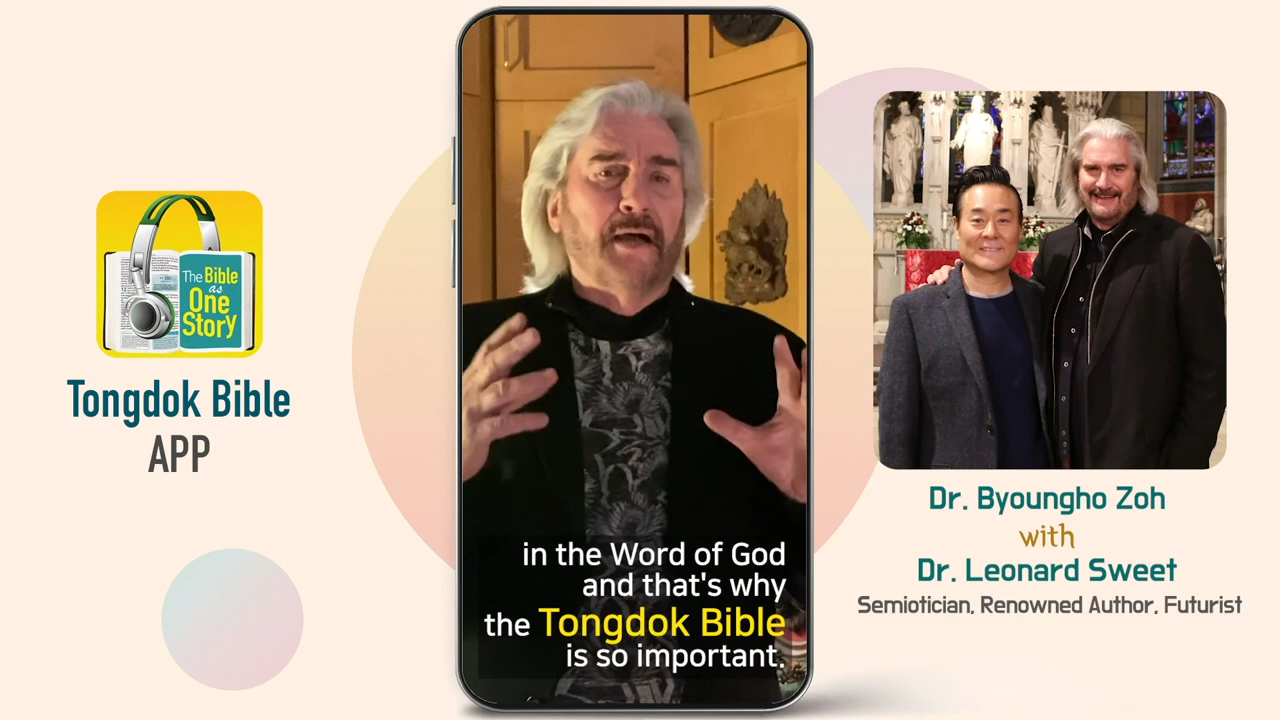 The Bible
as
One
Story
Tongdok Bible
APP
in the Word of God
and that's why
the Tongdok Bible
is so important.
Dr. Byoungho Zoh
with
Dr. Leonard Sweet
Semiotician, Renowned Author, Futurist